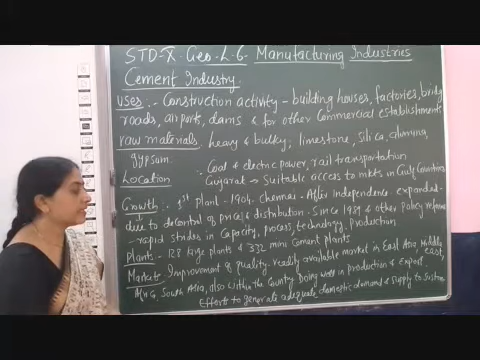 STD-X. Geo. L. 6. Manufacturing Industries
Cement Industry.
Uses :- Construction activity - building houses, factories, bridg
roads, airports, dams & for other commercial establishments
raw materials heavy & bulky, limestone, silica,
gypsum.
Coal & electric power, rail transportation
Location
Gujarat → Suitable access to mkts in Gulf Countries
Growth :- 1st plant - 1904. Chennai - After independence expanded -
due to decontrol of price & distribution - Since 1989 & other Policy reforms
- rapid strides in Capacity, process, technology, Production
Plants - 128 large plants & 332 mini Cement plants
Markets Improvement of quality. readily available market in East Asia, Middle
East,
South Asia, also within the Country Doing well in production & Export
Efforts to generate adequate domestic demand & supply to Sustain